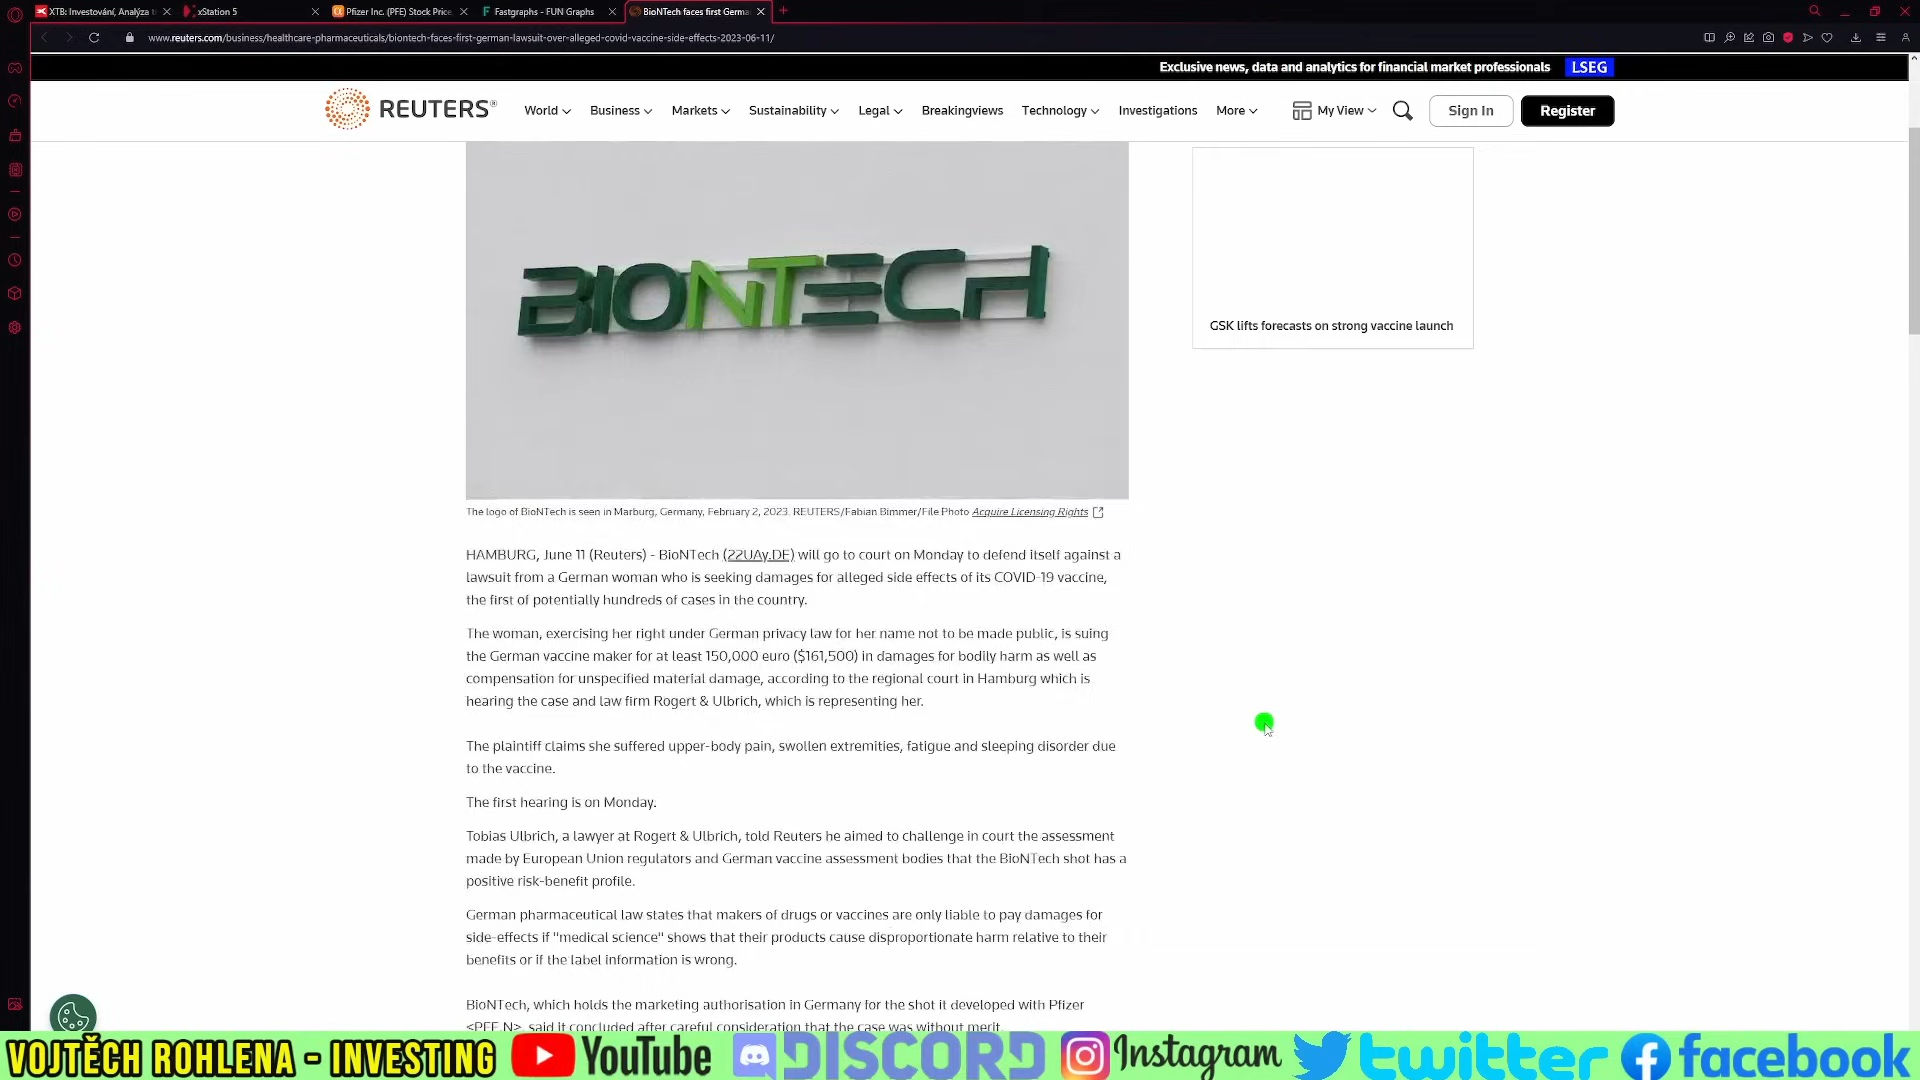 XTB: Investování, Analýza t
xStation 5
Pfizer Inc. (PFE) Stock Price,
Fastgraphs - FUN Graphs
BioNTech faces first Germa
www.reuters.com/business/healthcare-pharmaceuticals/biontech-faces-first-german-lawsuit-over-alleged-covid-vaccine-side-effects-2023-06-11/
Exclusive news, data and analytics for financial market professionals LSEG
REUTERS®
World
Business
Markets
Sustainability
Legal
Breakingviews
Technology
Investigations
More
My View
Sign In
Register
BIONTECH
GSK lifts forecasts on strong vaccine launch
The logo of BioNTech is seen in Marburg, Germany, February 2, 2023. REUTERS/Fabian Bimmer/File Photo Acquire Licensing Rights
HAMBURG, June 11 (Reuters) - BioNTech (22UAy.DE) will go to court on Monday to defend itself against a
lawsuit from a German woman who is seeking damages for alleged side effects of its COVID-19 vaccine,
the first of potentially hundreds of cases in the country.
The woman, exercising her right under German privacy law for her name not to be made public, is suing
the German vaccine maker for at least 150,000 euro ($161,500) in damages for bodily harm as well as
compensation for unspecified material damage, according to the regional court in Hamburg which is
hearing the case and law firm Rogert & Ulbrich, which is representing her.
The plaintiff claims she suffered upper-body pain, swollen extremities, fatigue and sleeping disorder due
to the vaccine.
The first hearing is on Monday.
Tobias Ulbrich, a lawyer at Rogert & Ulbrich, told Reuters he aimed to challenge in court the assessment
made by European Union regulators and German vaccine assessment bodies that the BioNTech shot has a
positive risk-benefit profile.
German pharmaceutical law states that makers of drugs or vaccines are only liable to pay damages for
side-effects if "medical science" shows that their products cause disproportionate harm relative to their
benefits or if the label information is wrong.
BioNTech, which holds the marketing authorisation in Germany for the shot it developed with Pfizer
<PFE.N>, said it concluded after careful consideration that the case was without merit.
VOJTĚCH ROHLENA - INVESTING YouTube DISCORD Instagram twitter facebook